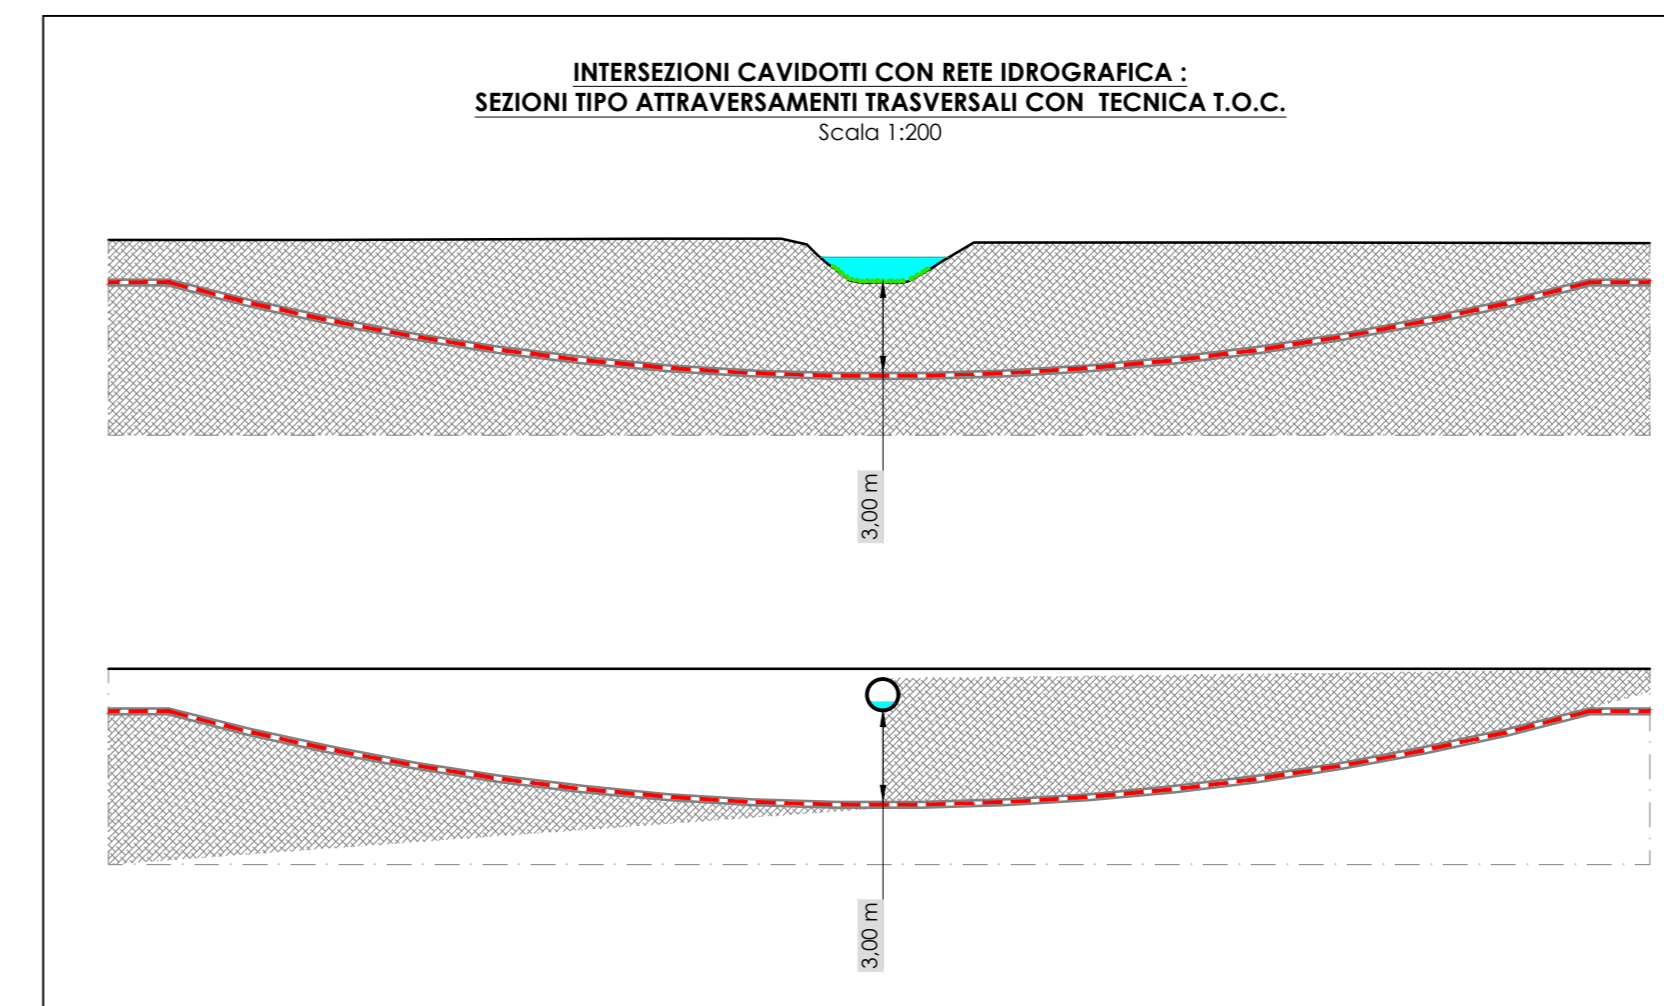 INTERSEZIONI CAVIDOTTI CON RETE IDROGRAFICA :
SEZIONI TIPO ATTRAVERSAMENTI TRASVERSALI CON TECNICA T.O.C.
Scala 1:200
3,00 m
3,00 m